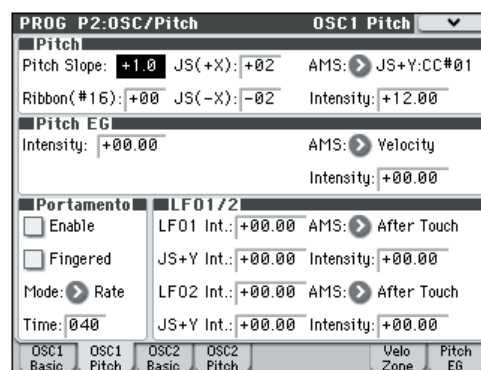 PROG P2:OSC/Pitch OSC1 Pitch
Pitch
Pitch Slope: +1.0 JS(+X): +02 AMS: JS+Y:CC#01
Ribbon(#16): +00 JS(-X): -02 Intensity: +12.00
Pitch EG
Intensity: +00.00 AMS: Velocity
Intensity: +00.00
Portamento LFO1/2
Enable LFO1 Int.: +00.00 AMS: After Touch
Fingered JS+Y Int.: +00.00 Intensity: +00.00
Mode: Rate LFO2 Int.: +00.00 AMS: After Touch
Time: 040 JS+Y Int.: +00.00 Intensity: +00.00
OSC1 Basic OSC1 Pitch OSC2 Basic OSC2 Pitch Velo Zone Pitch EG